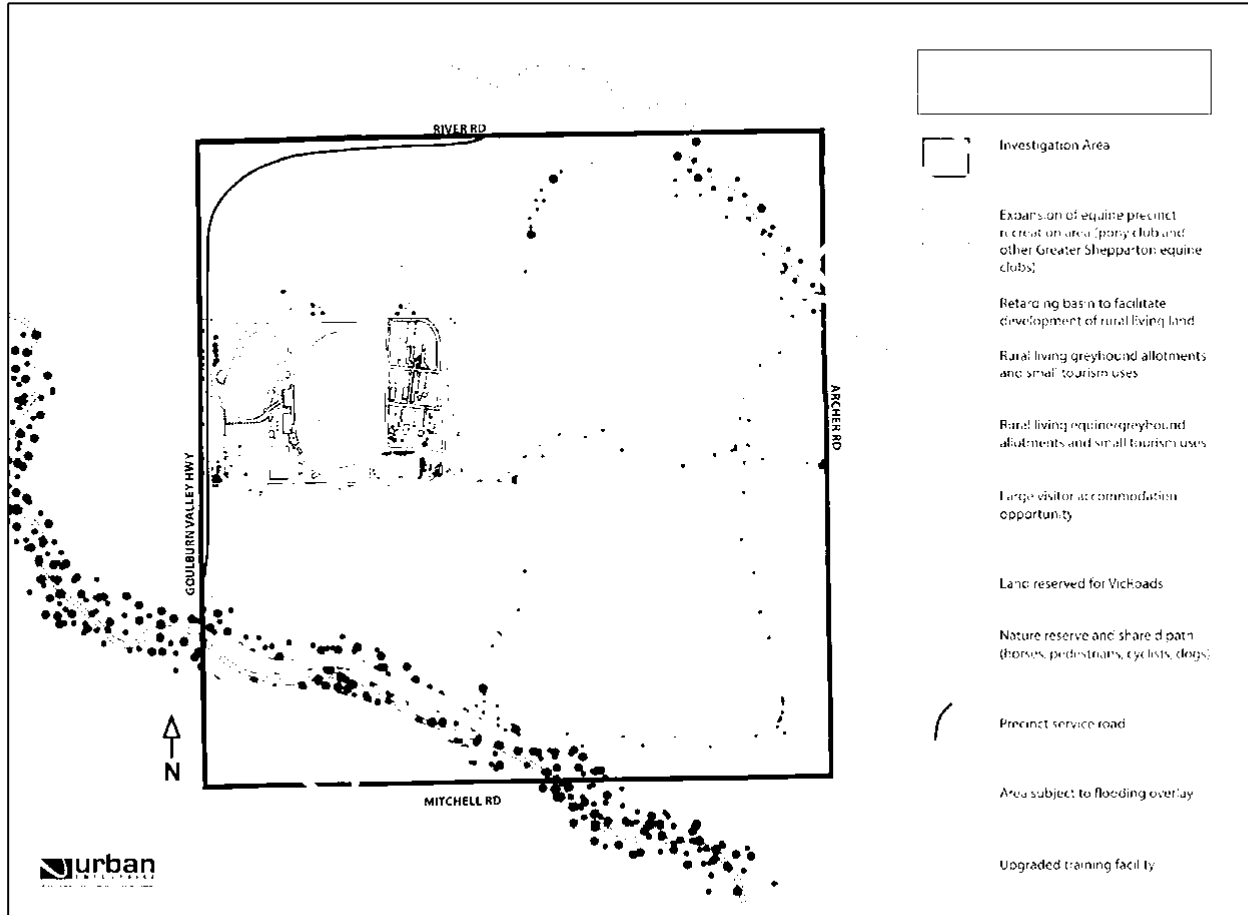 RIVER RD
GOULBURN VALLEY HWY
ARCHER RD
MITCHELL RD
N
urban
ENTERPRISE
Investigation Area
Expansion of equine precinct
recreation area (pony club and
other Greater Shepparton equine
clubs)
Retarding basin to facilitate
development of rural living land
Rural living greyhound allotments
and small tourism uses
Rural living equine/greyhound
allotments and small tourism uses
Large visitor accommodation
opportunity
Land reserved for VicRoads
Nature reserve and shared path
(horses, pedestrians, cyclists, dogs)
Precinct service road
Area subject to flooding overlay
Upgraded training facility